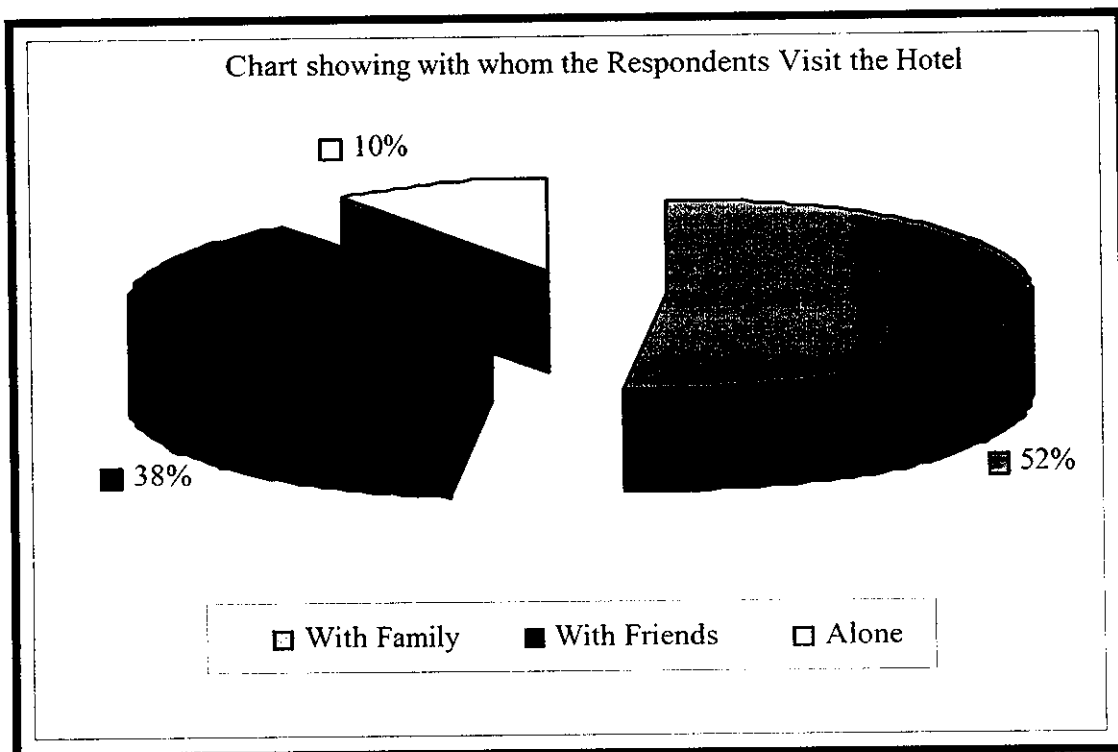 Chart showing with whom the Respondents Visit the Hotel
10%
38%
52%
With Family With Friends Alone